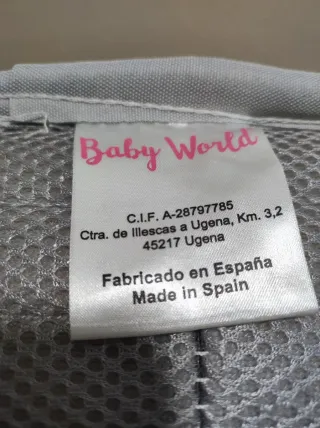 Baby World
C.I.F. A-28797785
Ctra. de Illescas a Ugena, Km. 3,2
45217 Ugena
Fabricado en España
Made in Spain